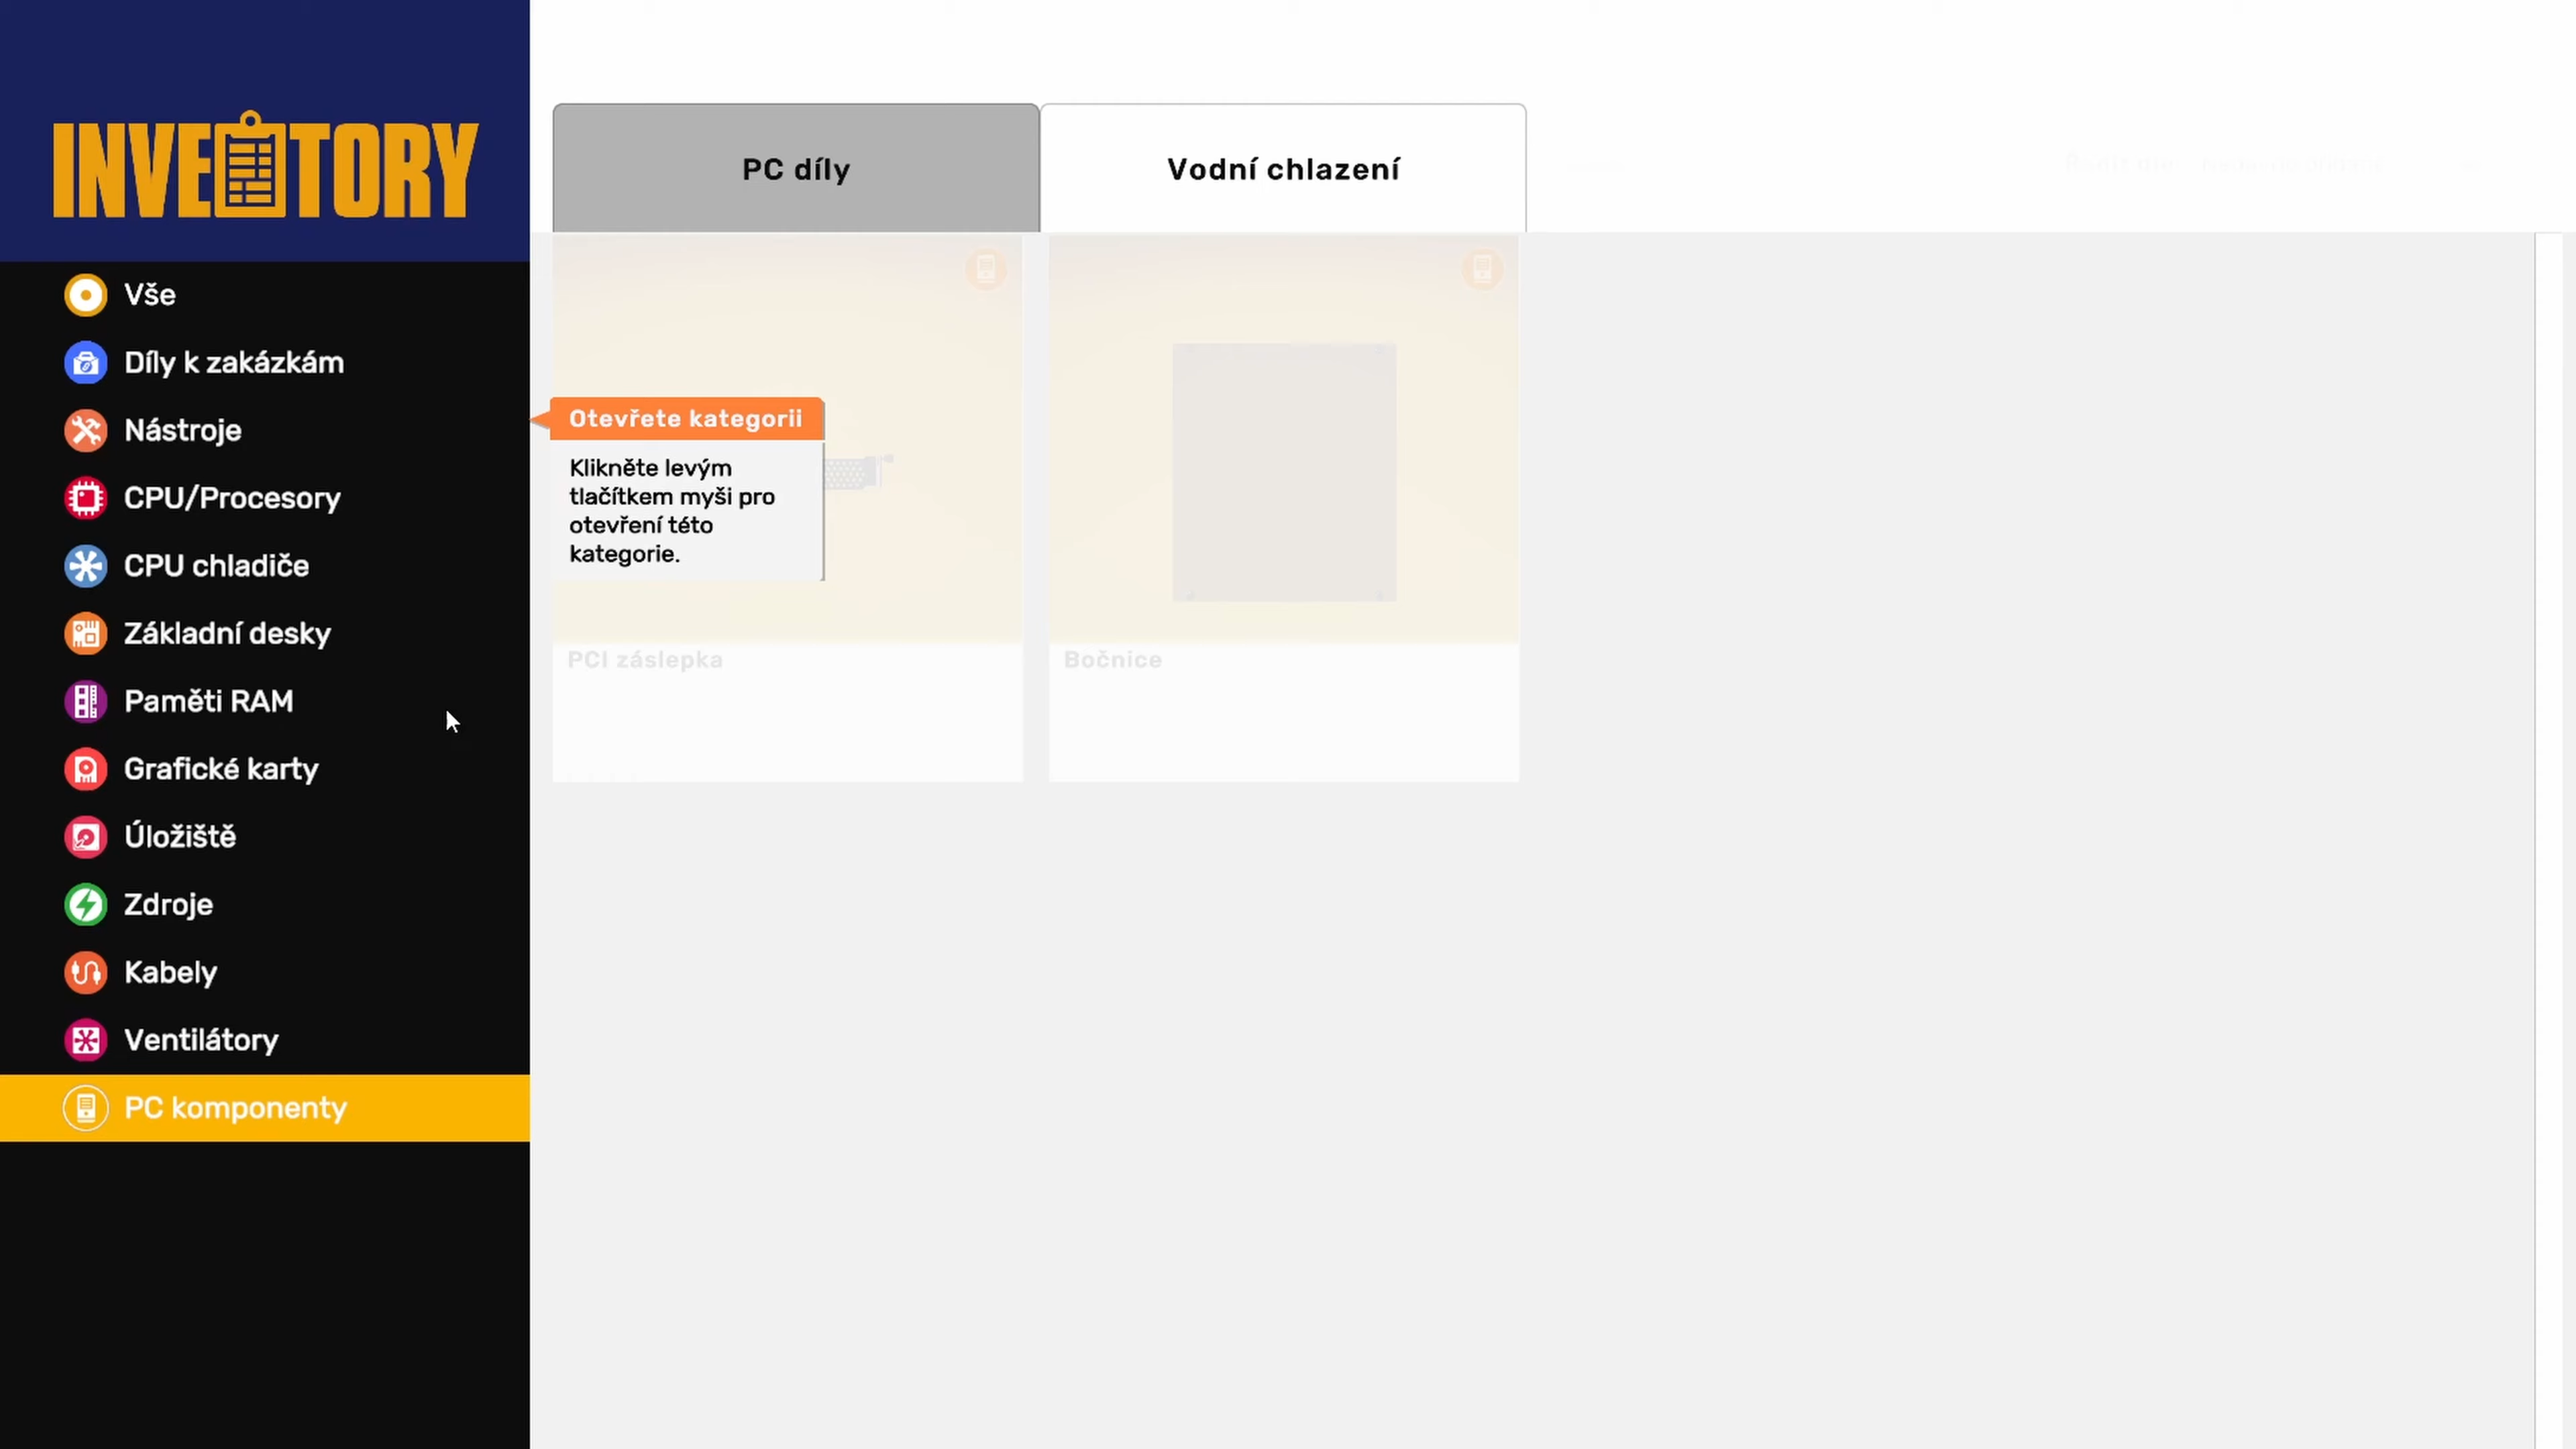 INVENTORY
Vše
Díly k zakázkám
Nástroje
CPU/Procesory
CPU chladiče
Základní desky
Paměti RAM
Grafické karty
Úložiště
Zdroje
Kabely
Ventilátory
PC komponenty
PC díly
Vodní chlazení
Otevřete kategorii
Klikněte levým
tlačítkem myši pro
otevření této
kategorie.
PCI záslepka
Bočnice